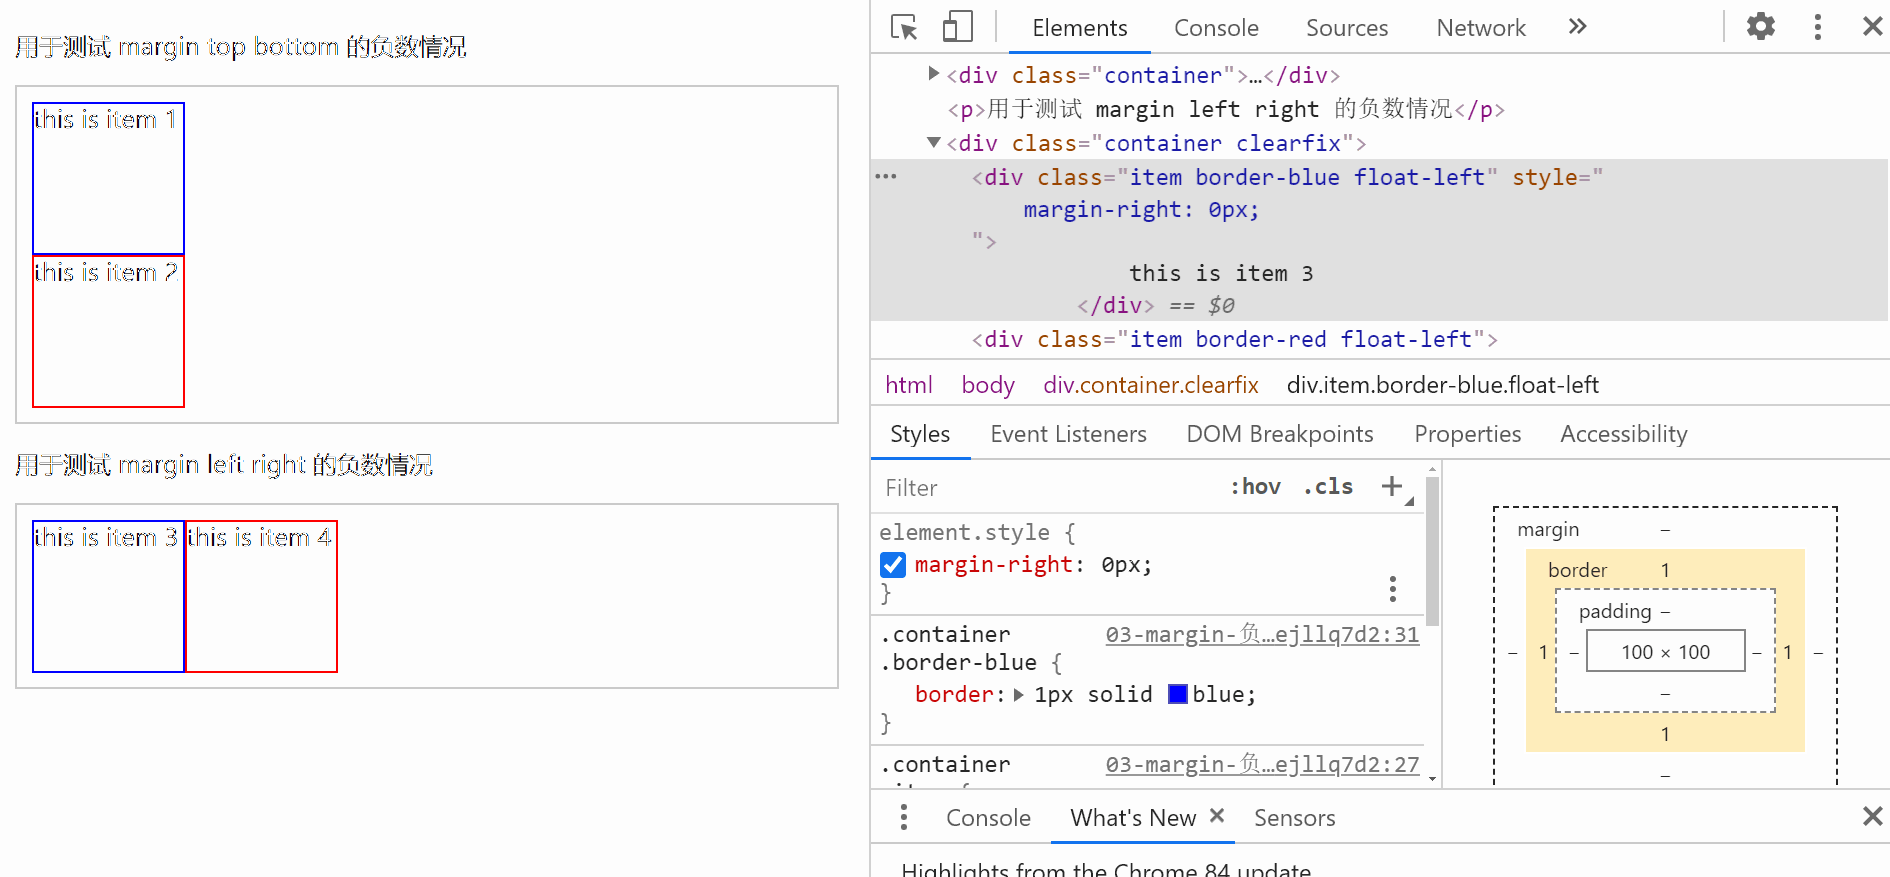 用于测试 margin top bottom 的负数情况
this is item 1
this is item 2
用于测试 margin left right 的负数情况
this is item 3 this is item 4
Elements Console Sources Network »
<div class="container">…</div>
<p>用于测试 margin left right 的负数情况</p>
<div class="container clearfix">
<div class="item border-blue float-left" style="
margin-right: 0px;
">
this is item 3
</div> == $0
<div class="item border-red float-left">
html body div.container.clearfix div.item.border-blue.float-left
Styles Event Listeners DOM Breakpoints Properties Accessibility
Filter :hov .cls +
element.style {
margin-right: 0px;
}
.container 03-margin-负…ejllq7d2:31
.border-blue {
border: 1px solid blue;
}
.container 03-margin-负…ejllq7d2:27
margin –
border 1
padding –
– 1 – 100 × 100 – 1 –
–
1
–
Console What's New × Sensors
Highlights from the Chrome 84 update